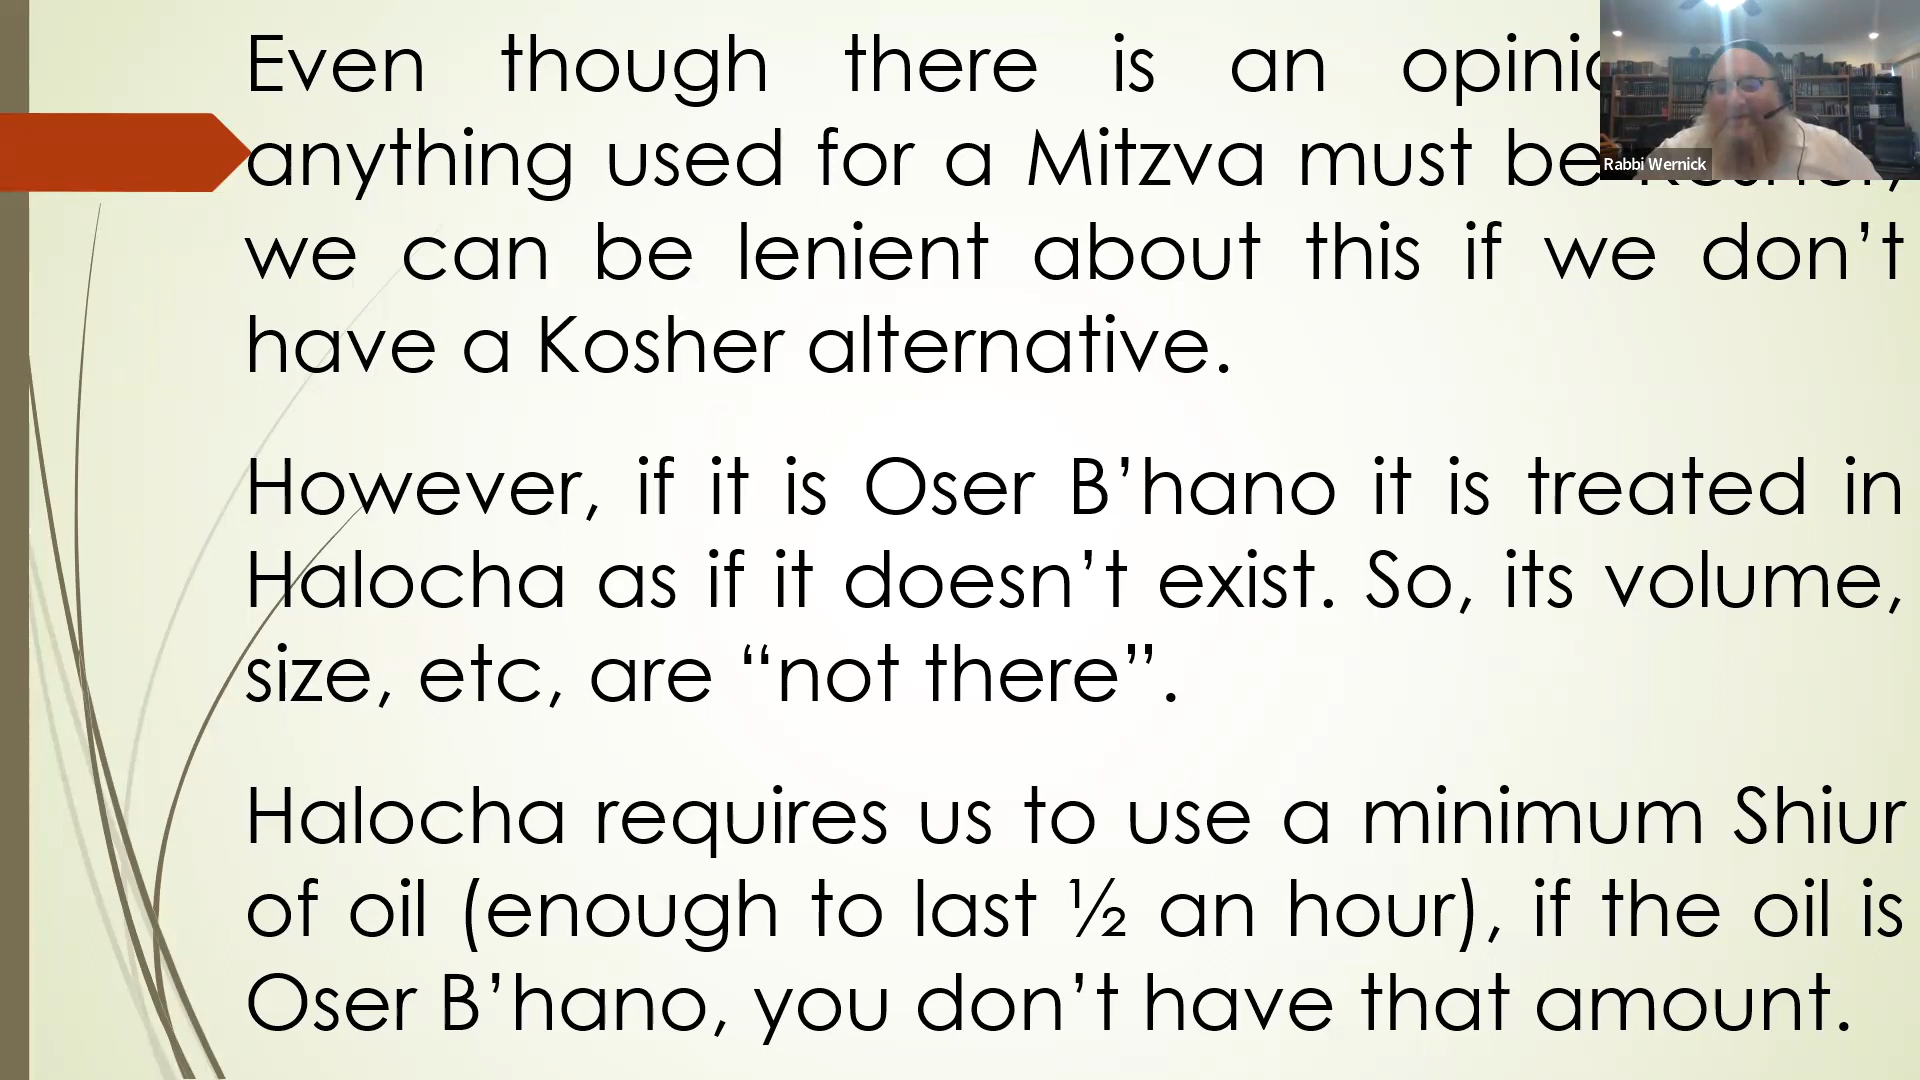 Even though there is an
anything used for a Mitzva must be
we can be lenient about this if we don’t
have a Kosher alternative.
However, if it is Oser B’hano it is treated in
Halocha as if it doesn’t exist. So, its volume,
size, etc, are “not there”.
Halocha requires us to use a minimum Shiur
of oil (enough to last ½ an hour), if the oil is
Oser B’hano, you don’t have that amount.
Rabbi Wernick